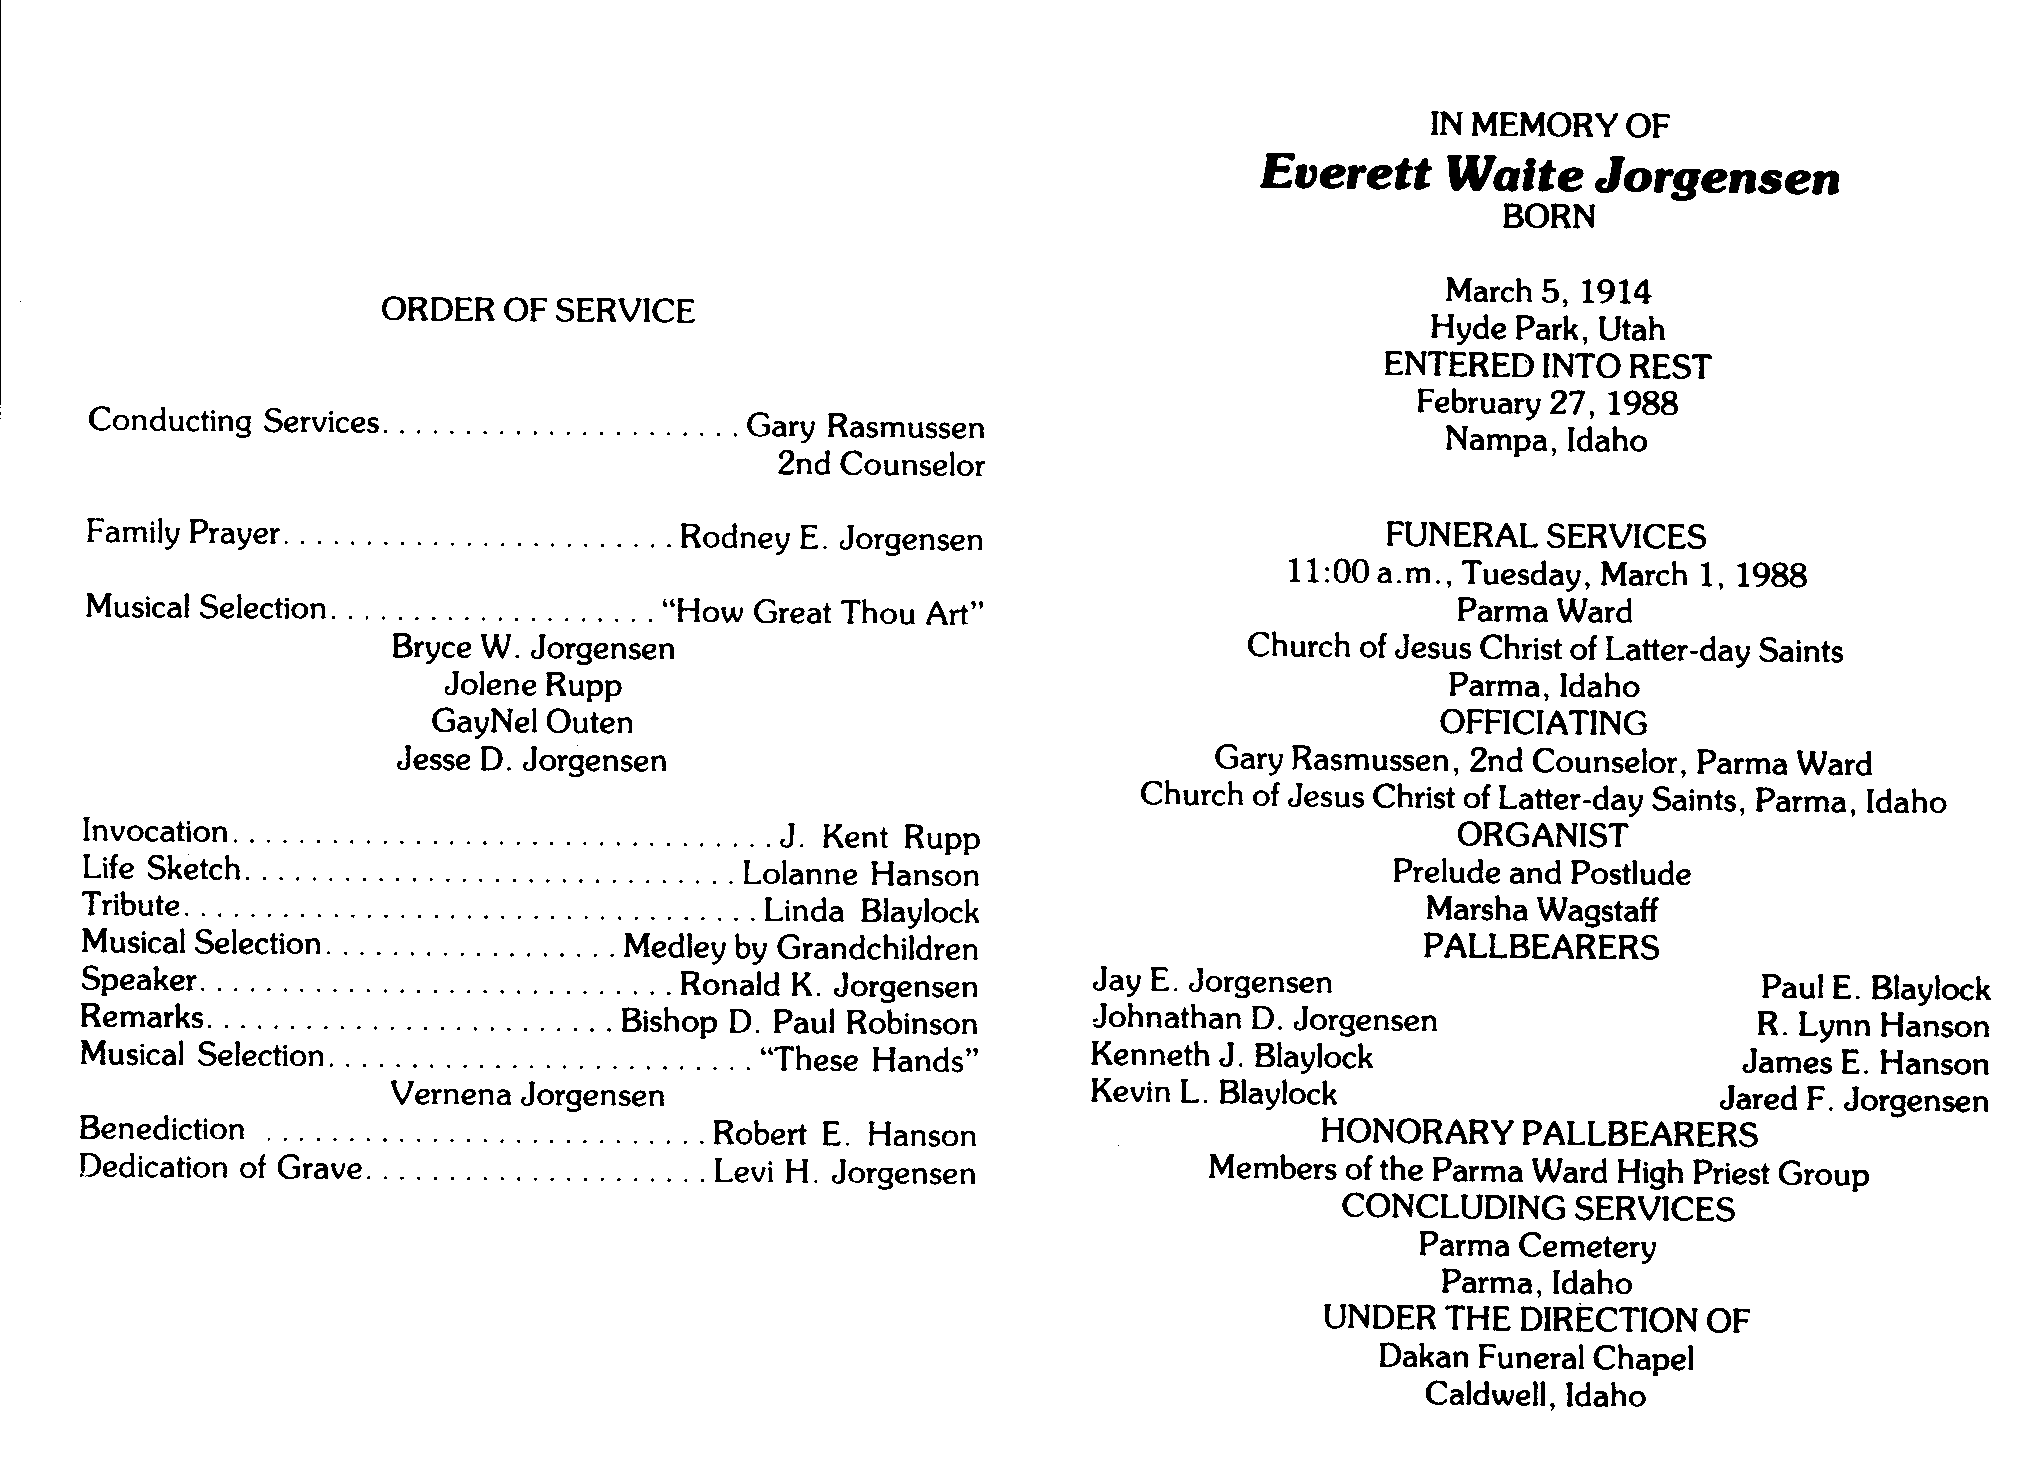 ORDER OF SERVICE
Conducting Services. . . . . . . . . . . . . . . . . . . . . . Gary Rasmussen
2nd Counselor
Family Prayer. . . . . . . . . . . . . . . . . . . . . . . . Rodney E. Jorgensen
Musical Selection. . . . . . . . . . . . . . . . . . . . "How Great Thou Art"
Bryce W. Jorgensen
Jolene Rupp
GayNel Outen
Jesse D. Jorgensen
Invocation. . . . . . . . . . . . . . . . . . . . . . . . . . . . . . . . . J. Kent Rupp
Life Sketch. . . . . . . . . . . . . . . . . . . . . . . . . . . . . . Lolanne Hanson
Tribute. . . . . . . . . . . . . . . . . . . . . . . . . . . . . . . . . . . Linda Blaylock
Musical Selection. . . . . . . . . . . . . . . . . . Medley by Grandchildren
Speaker. . . . . . . . . . . . . . . . . . . . . . . . . . . . . Ronald K. Jorgensen
Remarks. . . . . . . . . . . . . . . . . . . . . . . . . Bishop D. Paul Robinson
Musical Selection. . . . . . . . . . . . . . . . . . . . . . . . . . "These Hands"
Vernena Jorgensen
Benediction . . . . . . . . . . . . . . . . . . . . . . . . . . . Robert E. Hanson
Dedication of Grave. . . . . . . . . . . . . . . . . . . . . Levi H. Jorgensen
IN MEMORY OF
Everett Waite Jorgensen
BORN
March 5, 1914
Hyde Park, Utah
ENTERED INTO REST
February 27, 1988
Nampa, Idaho
FUNERAL SERVICES
11:00 a.m., Tuesday, March 1, 1988
Parma Ward
Church of Jesus Christ of Latter-day Saints
Parma, Idaho
OFFICIATING
Gary Rasmussen, 2nd Counselor, Parma Ward
Church of Jesus Christ of Latter-day Saints, Parma, Idaho
ORGANIST
Prelude and Postlude
Marsha Wagstaff
PALLBEARERS
Jay E. Jorgensen Paul E. Blaylock
Johnathan D. Jorgensen R. Lynn Hanson
Kenneth J. Blaylock James E. Hanson
Kevin L. Blaylock Jared F. Jorgensen
HONORARY PALLBEARERS
Members of the Parma Ward High Priest Group
CONCLUDING SERVICES
Parma Cemetery
Parma, Idaho
UNDER THE DIRECTION OF
Dakan Funeral Chapel
Caldwell, Idaho